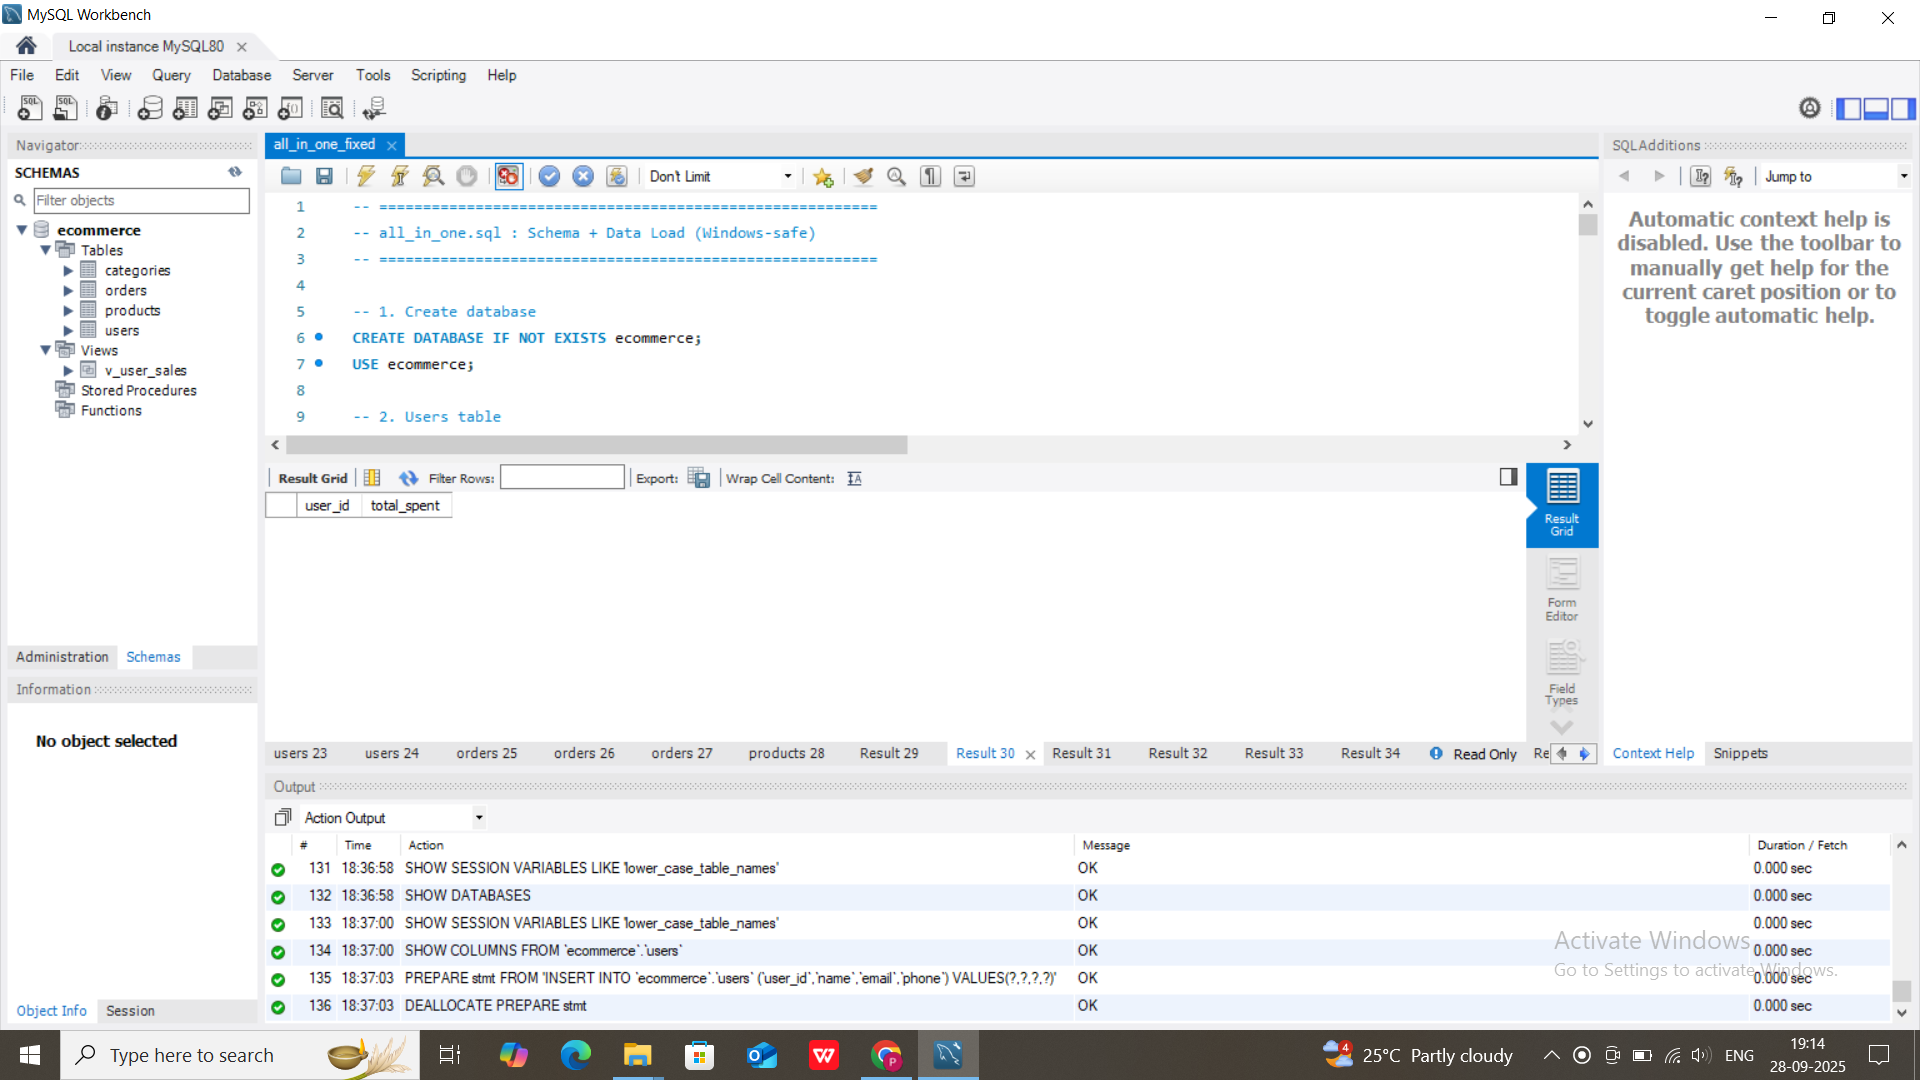 MySQL Workbench
Local instance MySQL80
File Edit View Query Database Server Tools Scripting Help
Navigator
SCHEMAS
Filter objects
ecommerce
Tables
categories
orders
products
users
Views
v_user_sales
Stored Procedures
Functions
Administration Schemas
Information
No object selected
Object Info Session
all_in_one_fixed
Don't Limit
1 -- =========================================================
2 -- all_in_one.sql : Schema + Data Load (Windows-safe)
3 -- =========================================================
4
5 -- 1. Create database
6 CREATE DATABASE IF NOT EXISTS ecommerce;
7 USE ecommerce;
8
9 -- 2. Users table
Result Grid Filter Rows: Export: Wrap Cell Content:
user_id total_spent
Result Grid
Form Editor
Field Types
users 23 users 24 orders 25 orders 26 orders 27 products 28 Result 29 Result 30 Result 31 Result 32 Result 33 Result 34 Read Only Re
SQLAdditions
Jump to
Automatic context help is
disabled. Use the toolbar to
manually get help for the
current caret position or to
toggle automatic help.
Context Help Snippets
Output
Action Output
# Time Action Message Duration / Fetch
131 18:36:58 SHOW SESSION VARIABLES LIKE 'lower_case_table_names' OK 0.000 sec
132 18:36:58 SHOW DATABASES OK 0.000 sec
133 18:37:00 SHOW SESSION VARIABLES LIKE 'lower_case_table_names' OK 0.000 sec
134 18:37:00 SHOW COLUMNS FROM `ecommerce`.`users` OK 0.000 sec
135 18:37:03 PREPARE stmt FROM 'INSERT INTO `ecommerce`.`users` (`user_id`,`name`,`email`,`phone`) VALUES(?,?,?,?)' OK 0.000 sec
136 18:37:03 DEALLOCATE PREPARE stmt OK 0.000 sec
Activate Windows
Go to Settings to activate Windows.
Type here to search
4
25°C Partly cloudy
ENG
19:14
28-09-2025